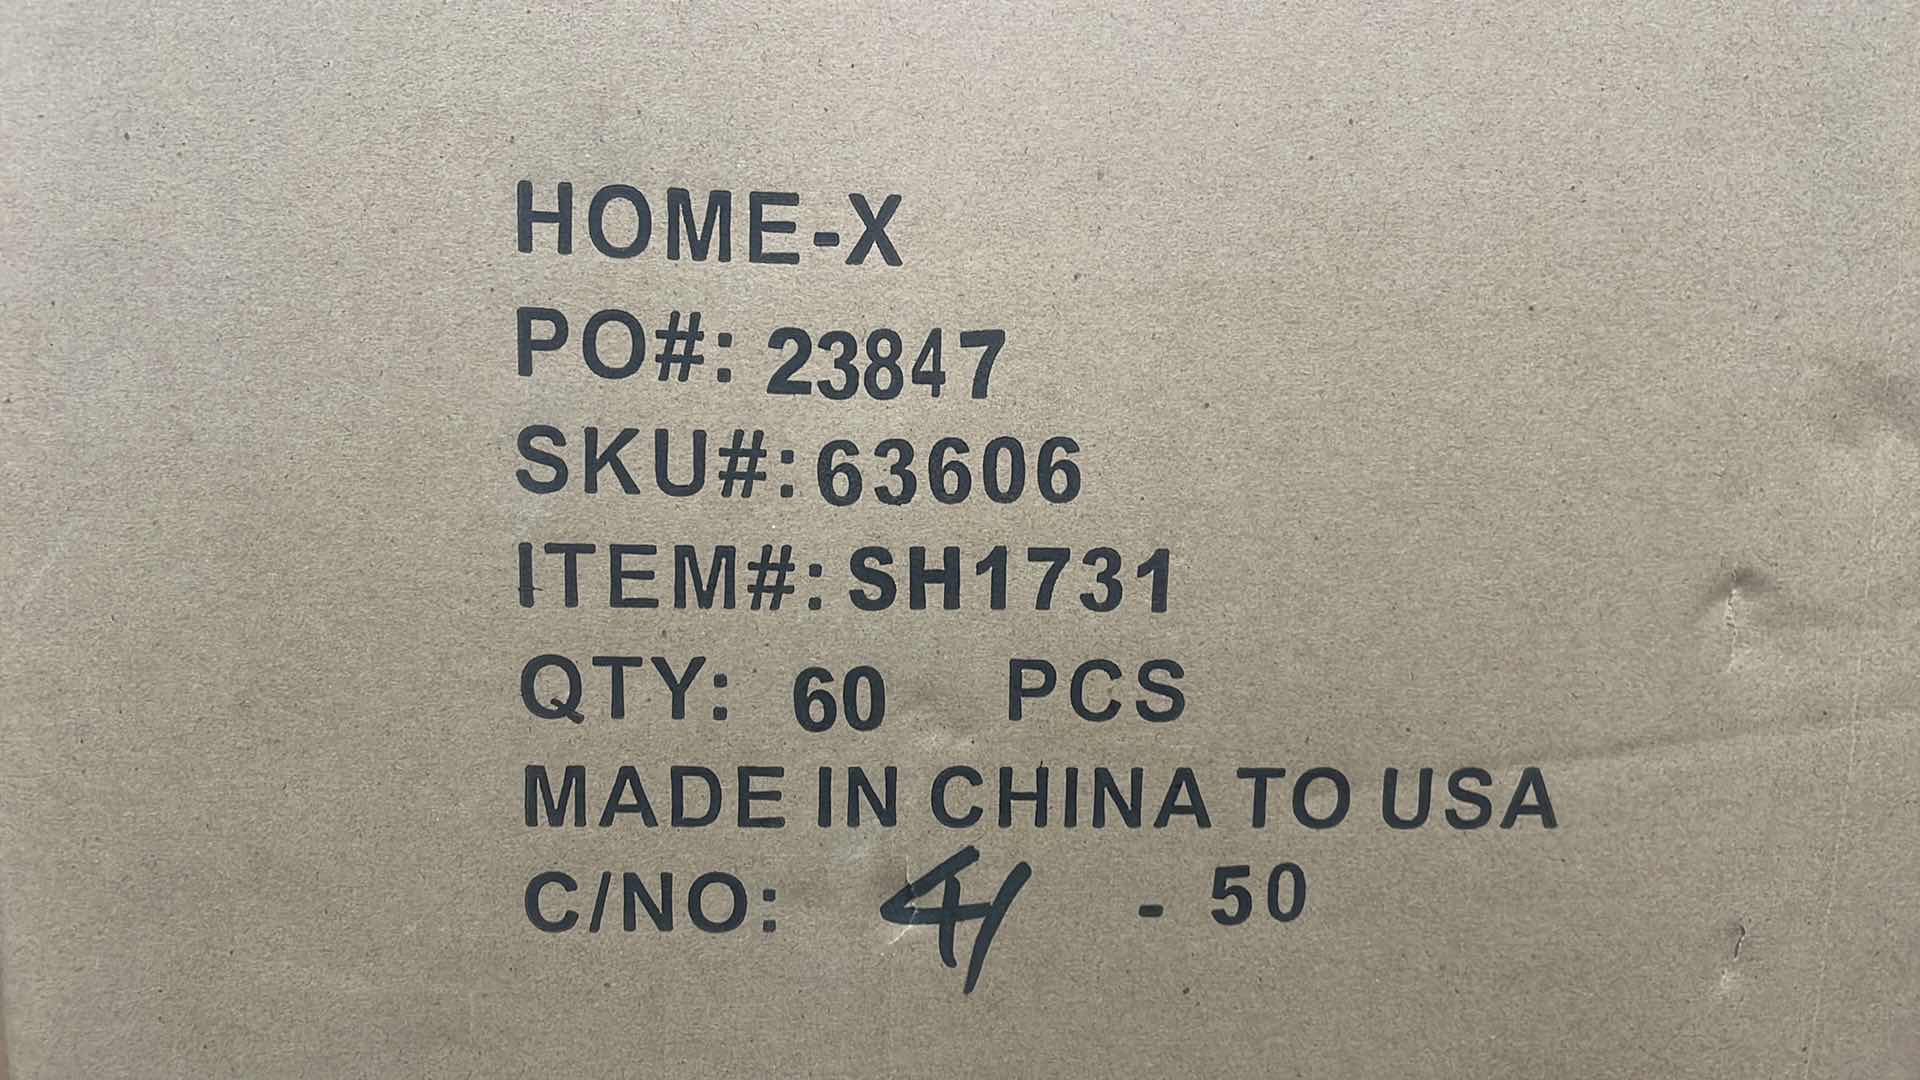 HOME-X
PO#: 23847
SKU#: 63606
ITEM#: SH1731
QTY: 60 PCS
MADE IN CHINA TO USA
C/NO: 41 - 50